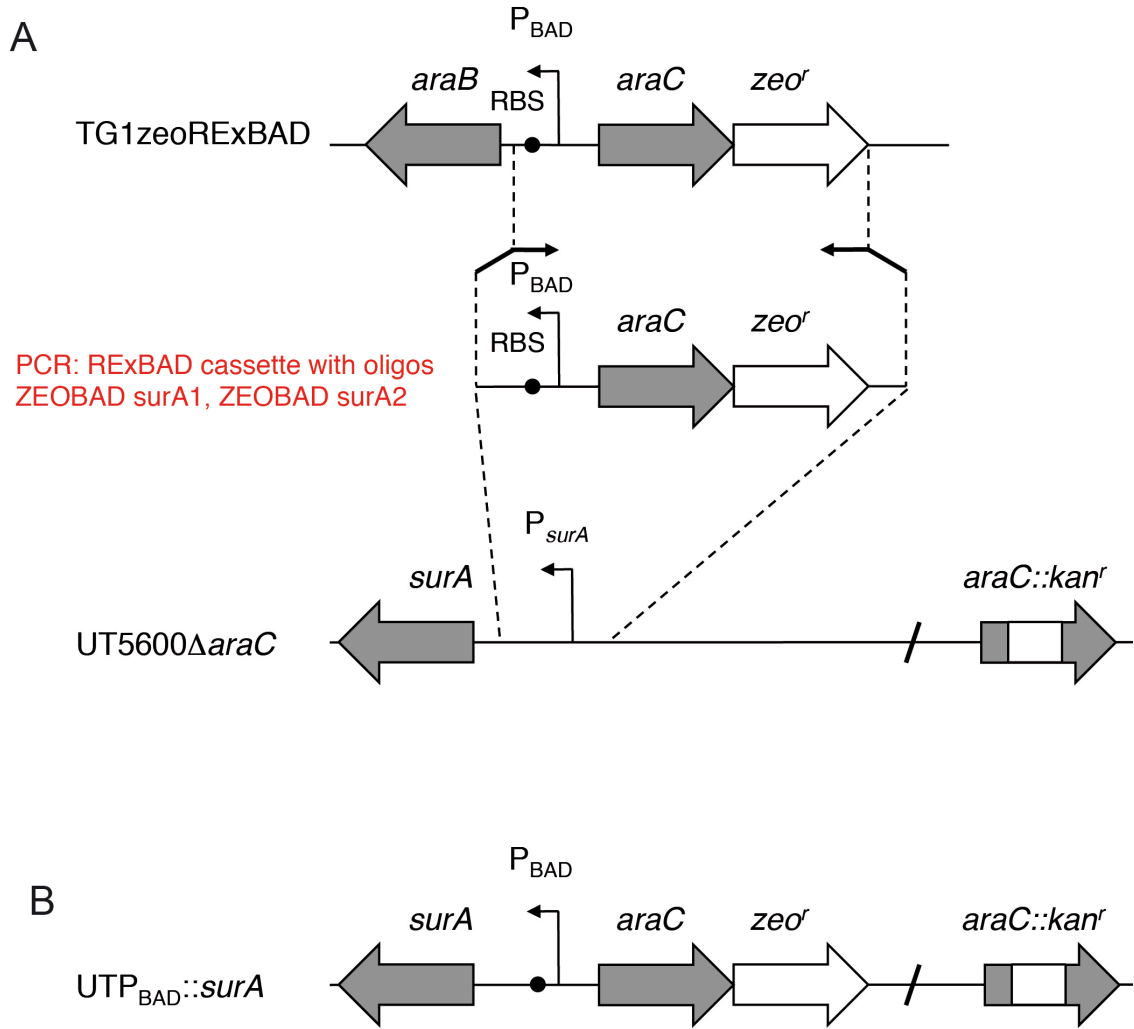 A
P_BAD
araB RBS araC zeo^r
TG1zeoRExBAD
P_BAD
RBS araC zeo^r
PCR: RExBAD cassette with oligos
ZEOBAD surA1, ZEOBAD surA2
P_surA
surA araC::kan^r
UT5600ΔaraC
P_BAD
B
surA araC zeo^r araC::kan^r
UTP_BAD::surA